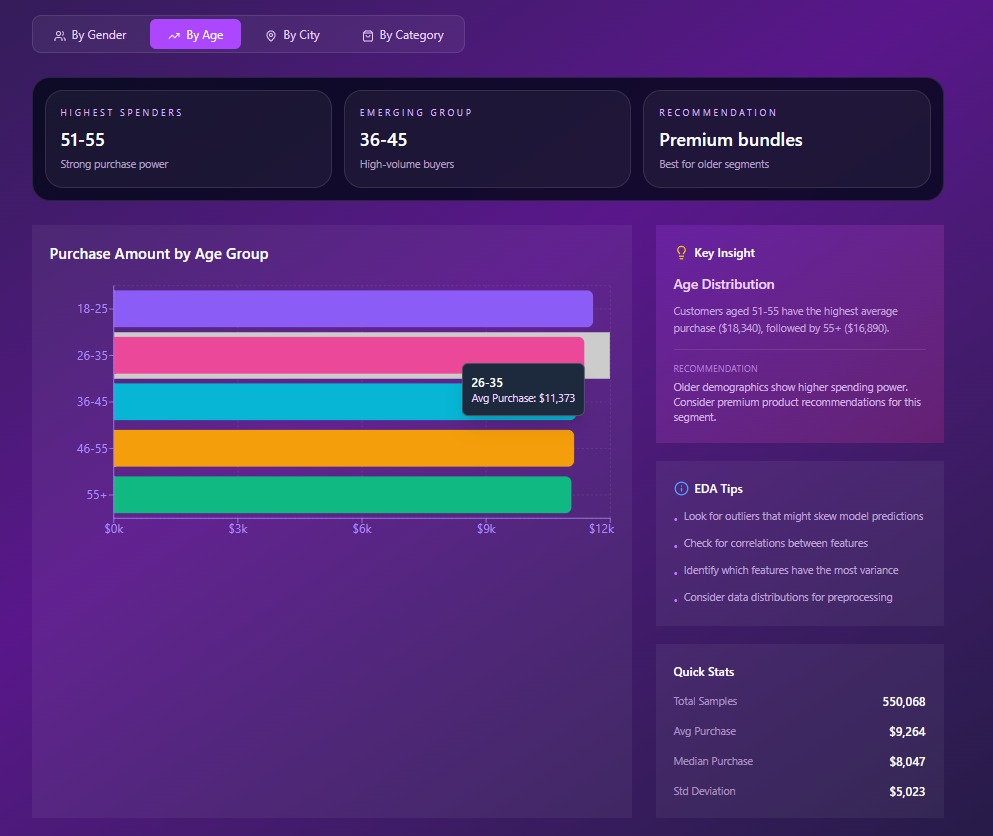 By Gender
By Age
By City
By Category
HIGHEST SPENDERS
51-55
Strong purchase power
EMERGING GROUP
36-45
High-volume buyers
RECOMMENDATION
Premium bundles
Best for older segments
Purchase Amount by Age Group
18-25
26-35
36-45
46-55
55+
26-35
Avg Purchase: $11,373
$0k
$3k
$6k
$9k
$12k
Key Insight
Age Distribution
Customers aged 51-55 have the highest average
purchase ($18,340), followed by 55+ ($16,890).
RECOMMENDATION
Older demographics show higher spending power.
Consider premium product recommendations for this
segment.
EDA Tips
• Look for outliers that might skew model predictions
• Check for correlations between features
• Identify which features have the most variance
• Consider data distributions for preprocessing
Quick Stats
Total Samples 550,068
Avg Purchase $9,264
Median Purchase $8,047
Std Deviation $5,023